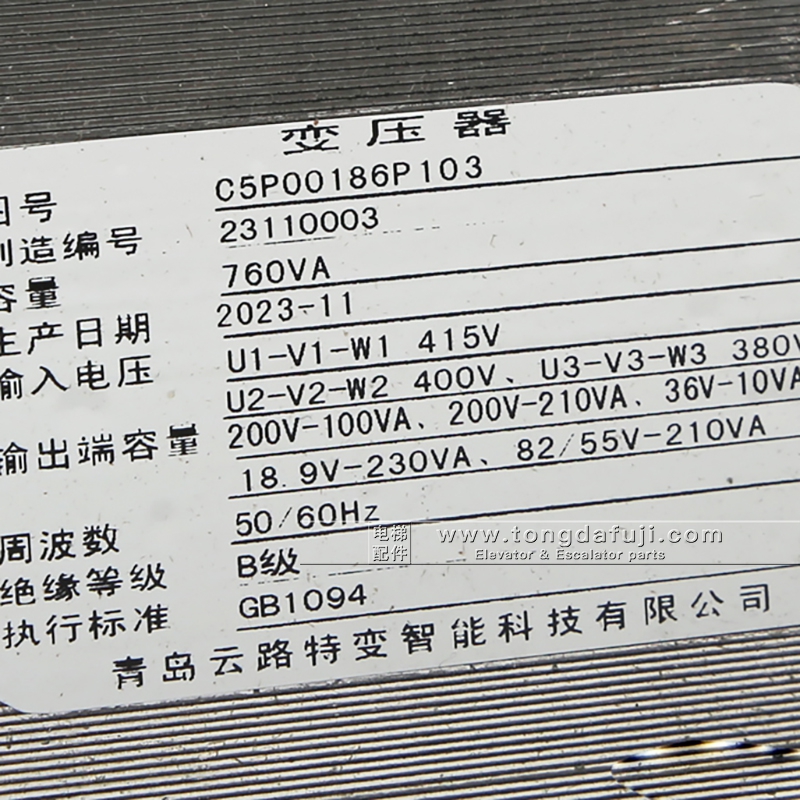 变压器
图号 C5P00186P103
制造编号 23110003
容量 760VA
生产日期 2023-11
输入电压 U1-V1-W1 415V
U2-V2-W2 400V、U3-V3-W3 380V
输出端容量 200V-100VA、200V-210VA、36V-10VA
18.9V-230VA、82/55V-210VA
周波数 50/60Hz
绝缘等级 B级
执行标准 GB1094
青岛云路特变智能科技有限公司
电梯配件 www.tongdafuji.com
Elevator & Escalator parts